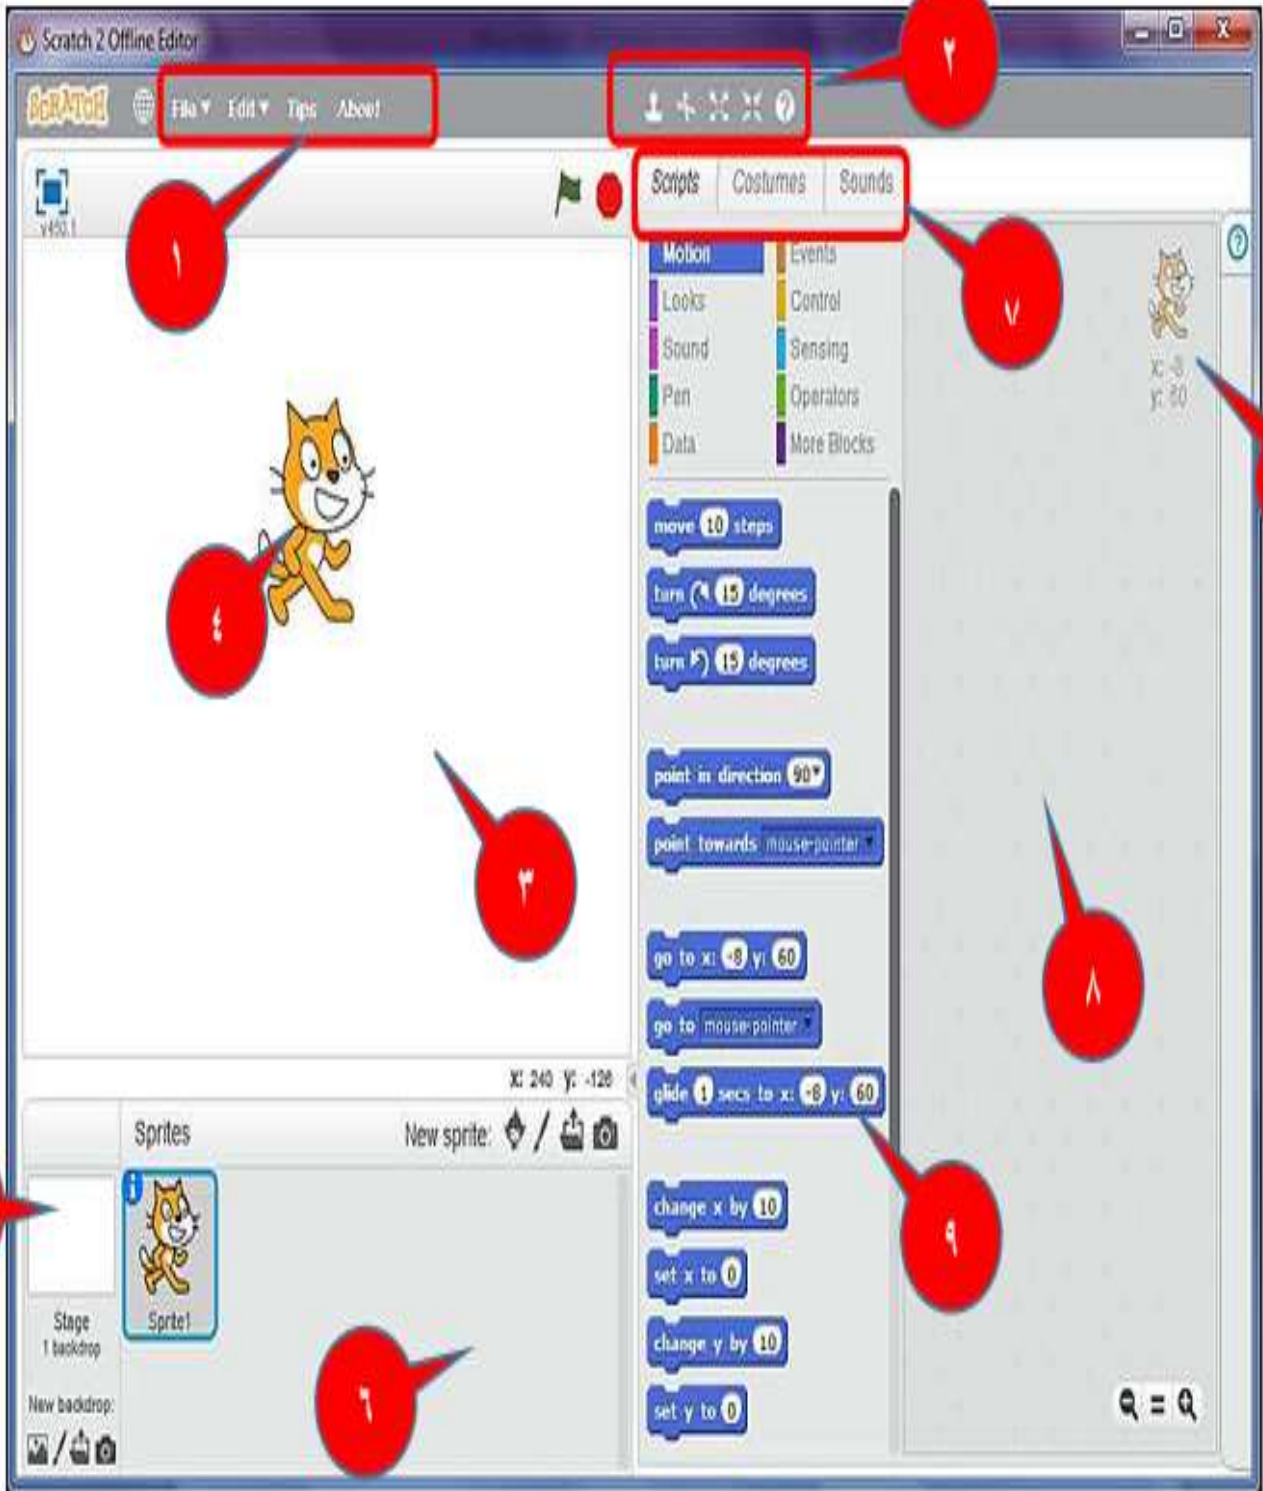 Scratch 2 Offline Editor
SCRATCH File Edit Tips About
٢
v460.1
Scripts Costumes Sounds
١
٧
Motion Events
Looks Control
Sound Sensing
Pen Operators
Data More Blocks
x: -8
y: 60
move 10 steps
turn 15 degrees
turn 15 degrees
٤
point in direction 90
point towards mouse-pointer
٣
go to x: -8 y: 60
٨
go to mouse-pointer
glide 1 secs to x: -8 y: 60
x: 240 y: -126
Sprites New sprite:
٩
change x by 10
set x to 0
change y by 10
set y to 0
Sprite1
Stage
1 backdrop
٦
New backdrop: